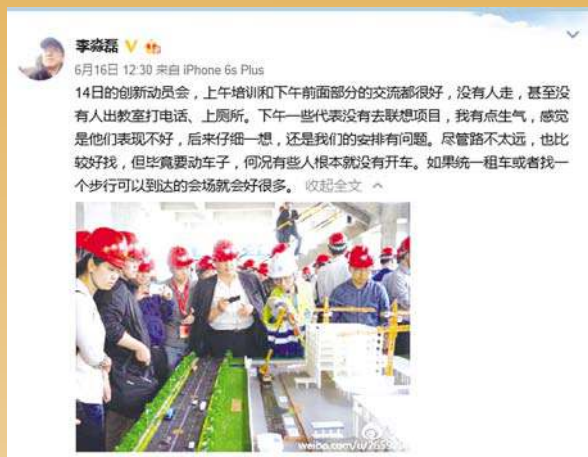 李淼磊
6月16日 12:30 来自 iPhone 6s Plus
14日的创新动员会，上午培训和下午前面部分的交流都很好，没有人走，甚至没
有人出教室打电话、上厕所。下午一些代表没有去联想项目，我有点生气，感觉
是他们表现不好，后来仔细一想，还是我们的安排有问题。尽管路不太远，也比
较好找，但毕竟要动车子，何况有些人根本就没有开车。如果统一租车或者找一
个步行可以到达的会场就会好很多。 收起全文